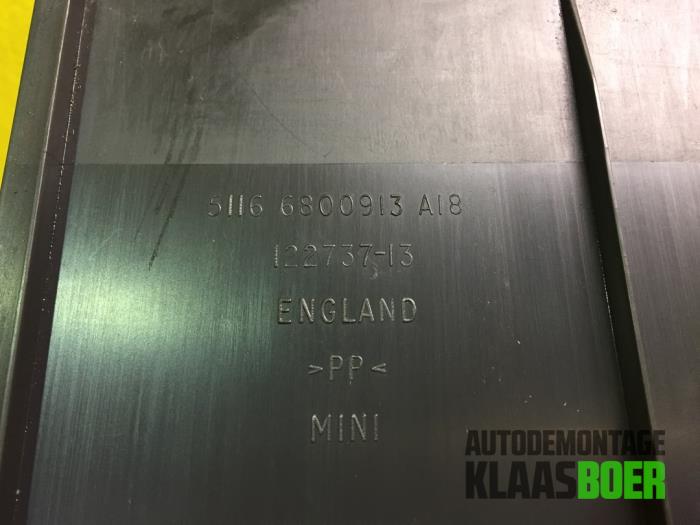 5116 6800913 A18
122737-13
ENGLAND
>PP<
MINI
AUTODEMONTAGE
KLAASBOER